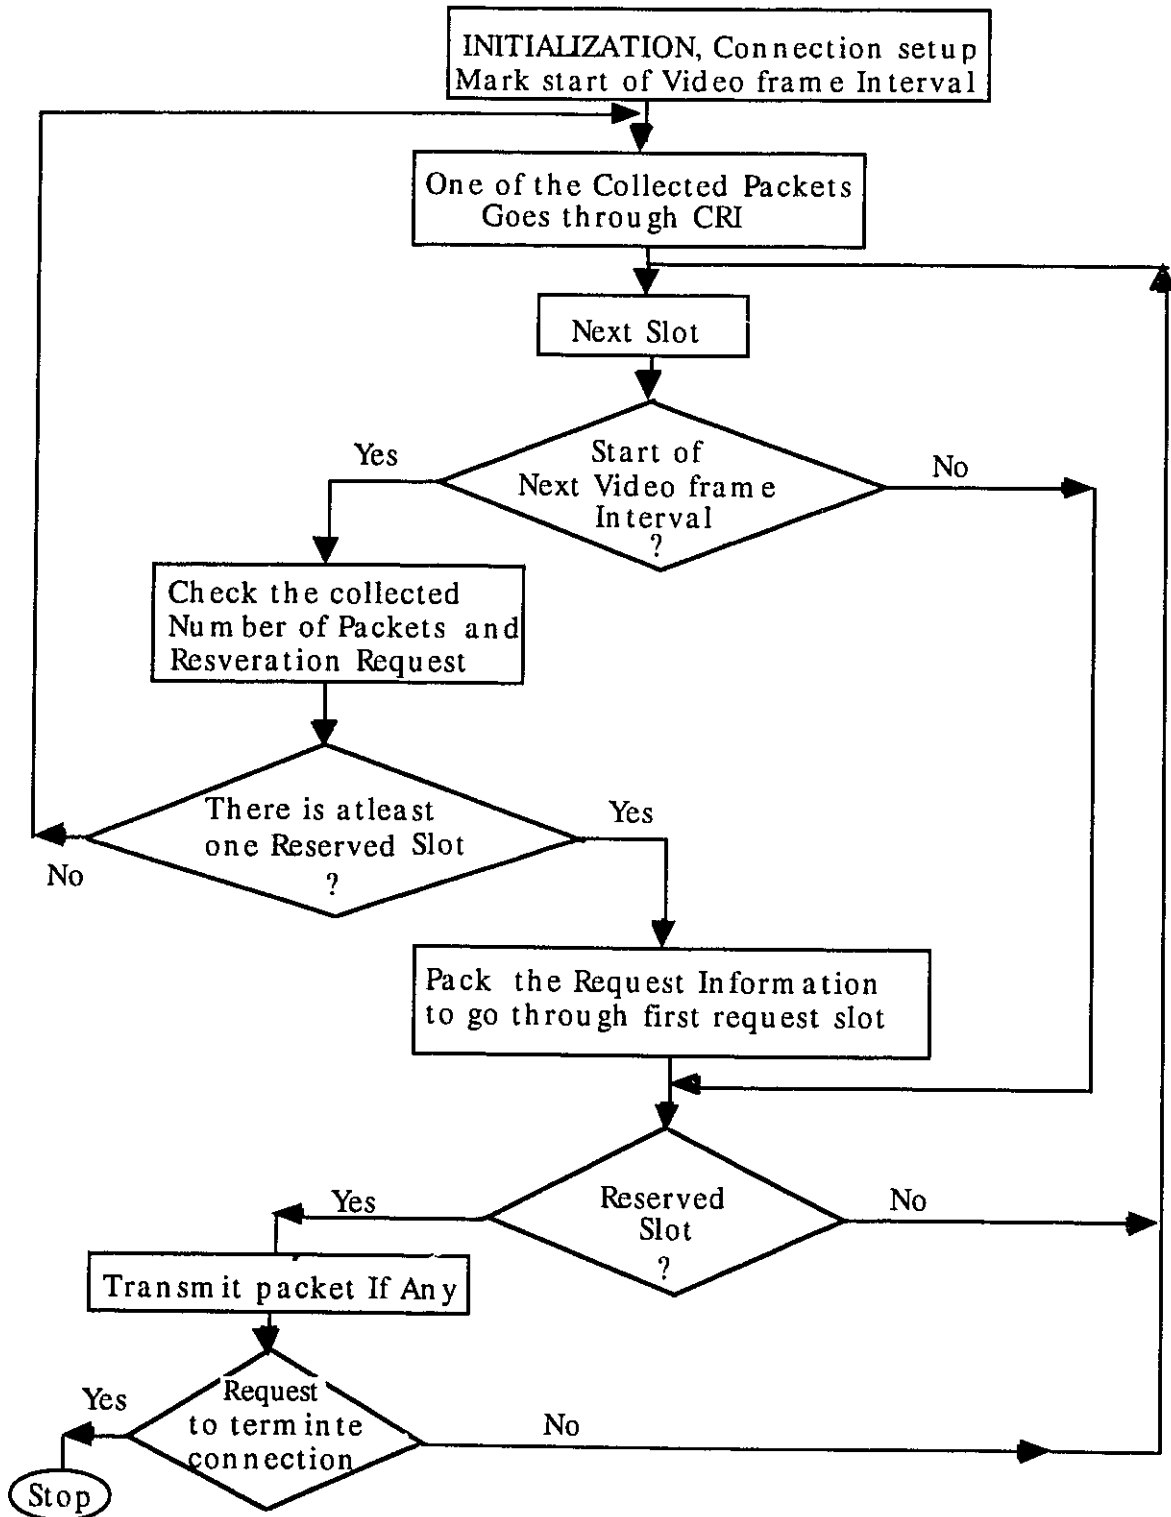 INITIALIZATION, Connection setup
Mark start of Video frame Interval
One of the Collected Packets
Goes through CRI
Next Slot
Yes
Start of
Next Video frame
Interval
?
No
Check the collected
Number of Packets and
Resveration Request
There is atleast
one Reserved Slot
?
Yes
No
Pack the Request Information
to go through first request slot
Yes
Reserved
Slot
?
No
Transmit packet If Any
Yes
Request
to terminte
connection
No
Stop